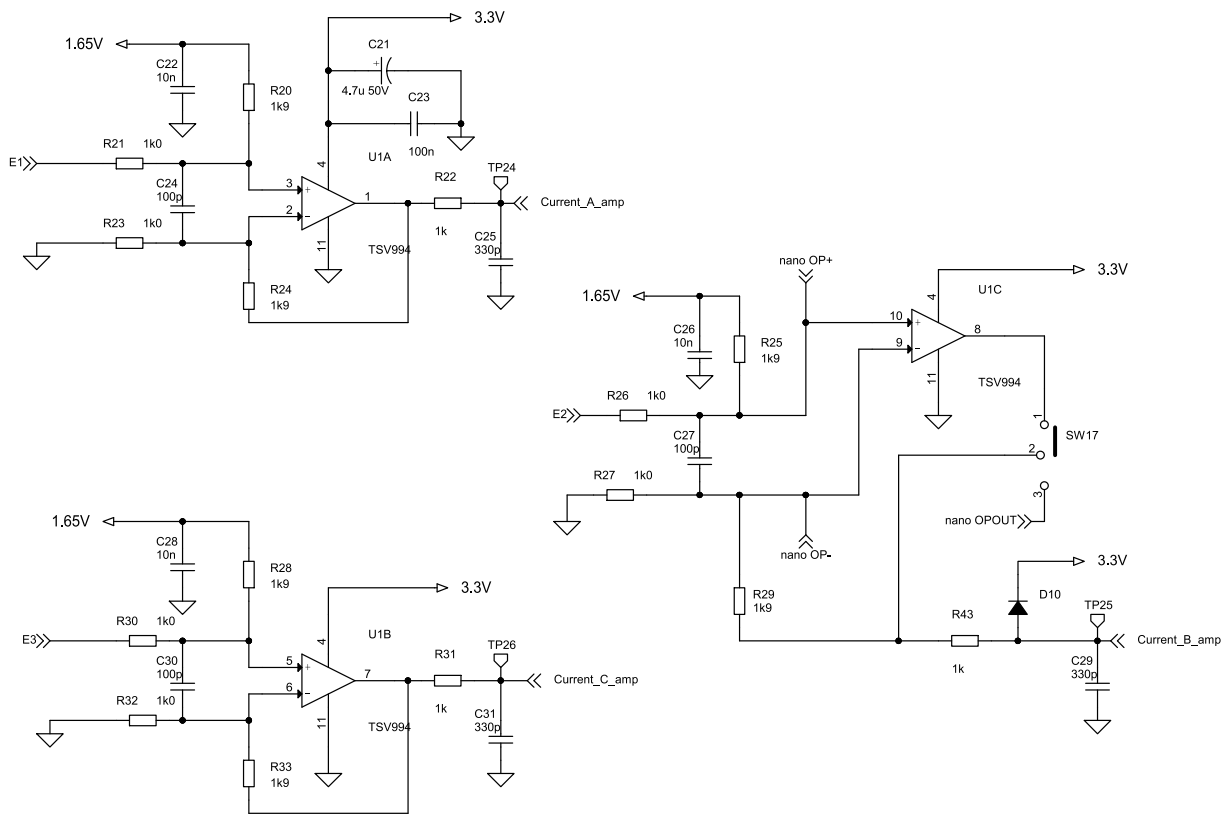 3.3V
1.65V
C22
10n
R20
1k9
C21
+
4.7u 50V
C23
100n
R21 1k0
E1
C24
100p
R23 1k0
U1A
4
3
+
2
−
1
11
TSV994
R22
1k
TP24
Current_A_amp
C25
330p
R24
1k9
nano OP+
3.3V
1.65V
C26
10n
R25
1k9
U1C
4
10
+
9
−
8
11
TSV994
R26 1k0
E2
C27
100p
R27 1k0
1
SW17
2
3
nano OPOUT
nano OP-
R29
1k9
3.3V
D10
R43
1k
TP25
Current_B_amp
C29
330p
1.65V
C28
10n
R28
1k9
3.3V
R30 1k0
E3
C30
100p
R32 1k0
U1B
4
5
+
6
−
7
11
TSV994
R31
1k
TP26
Current_C_amp
C31
330p
R33
1k9